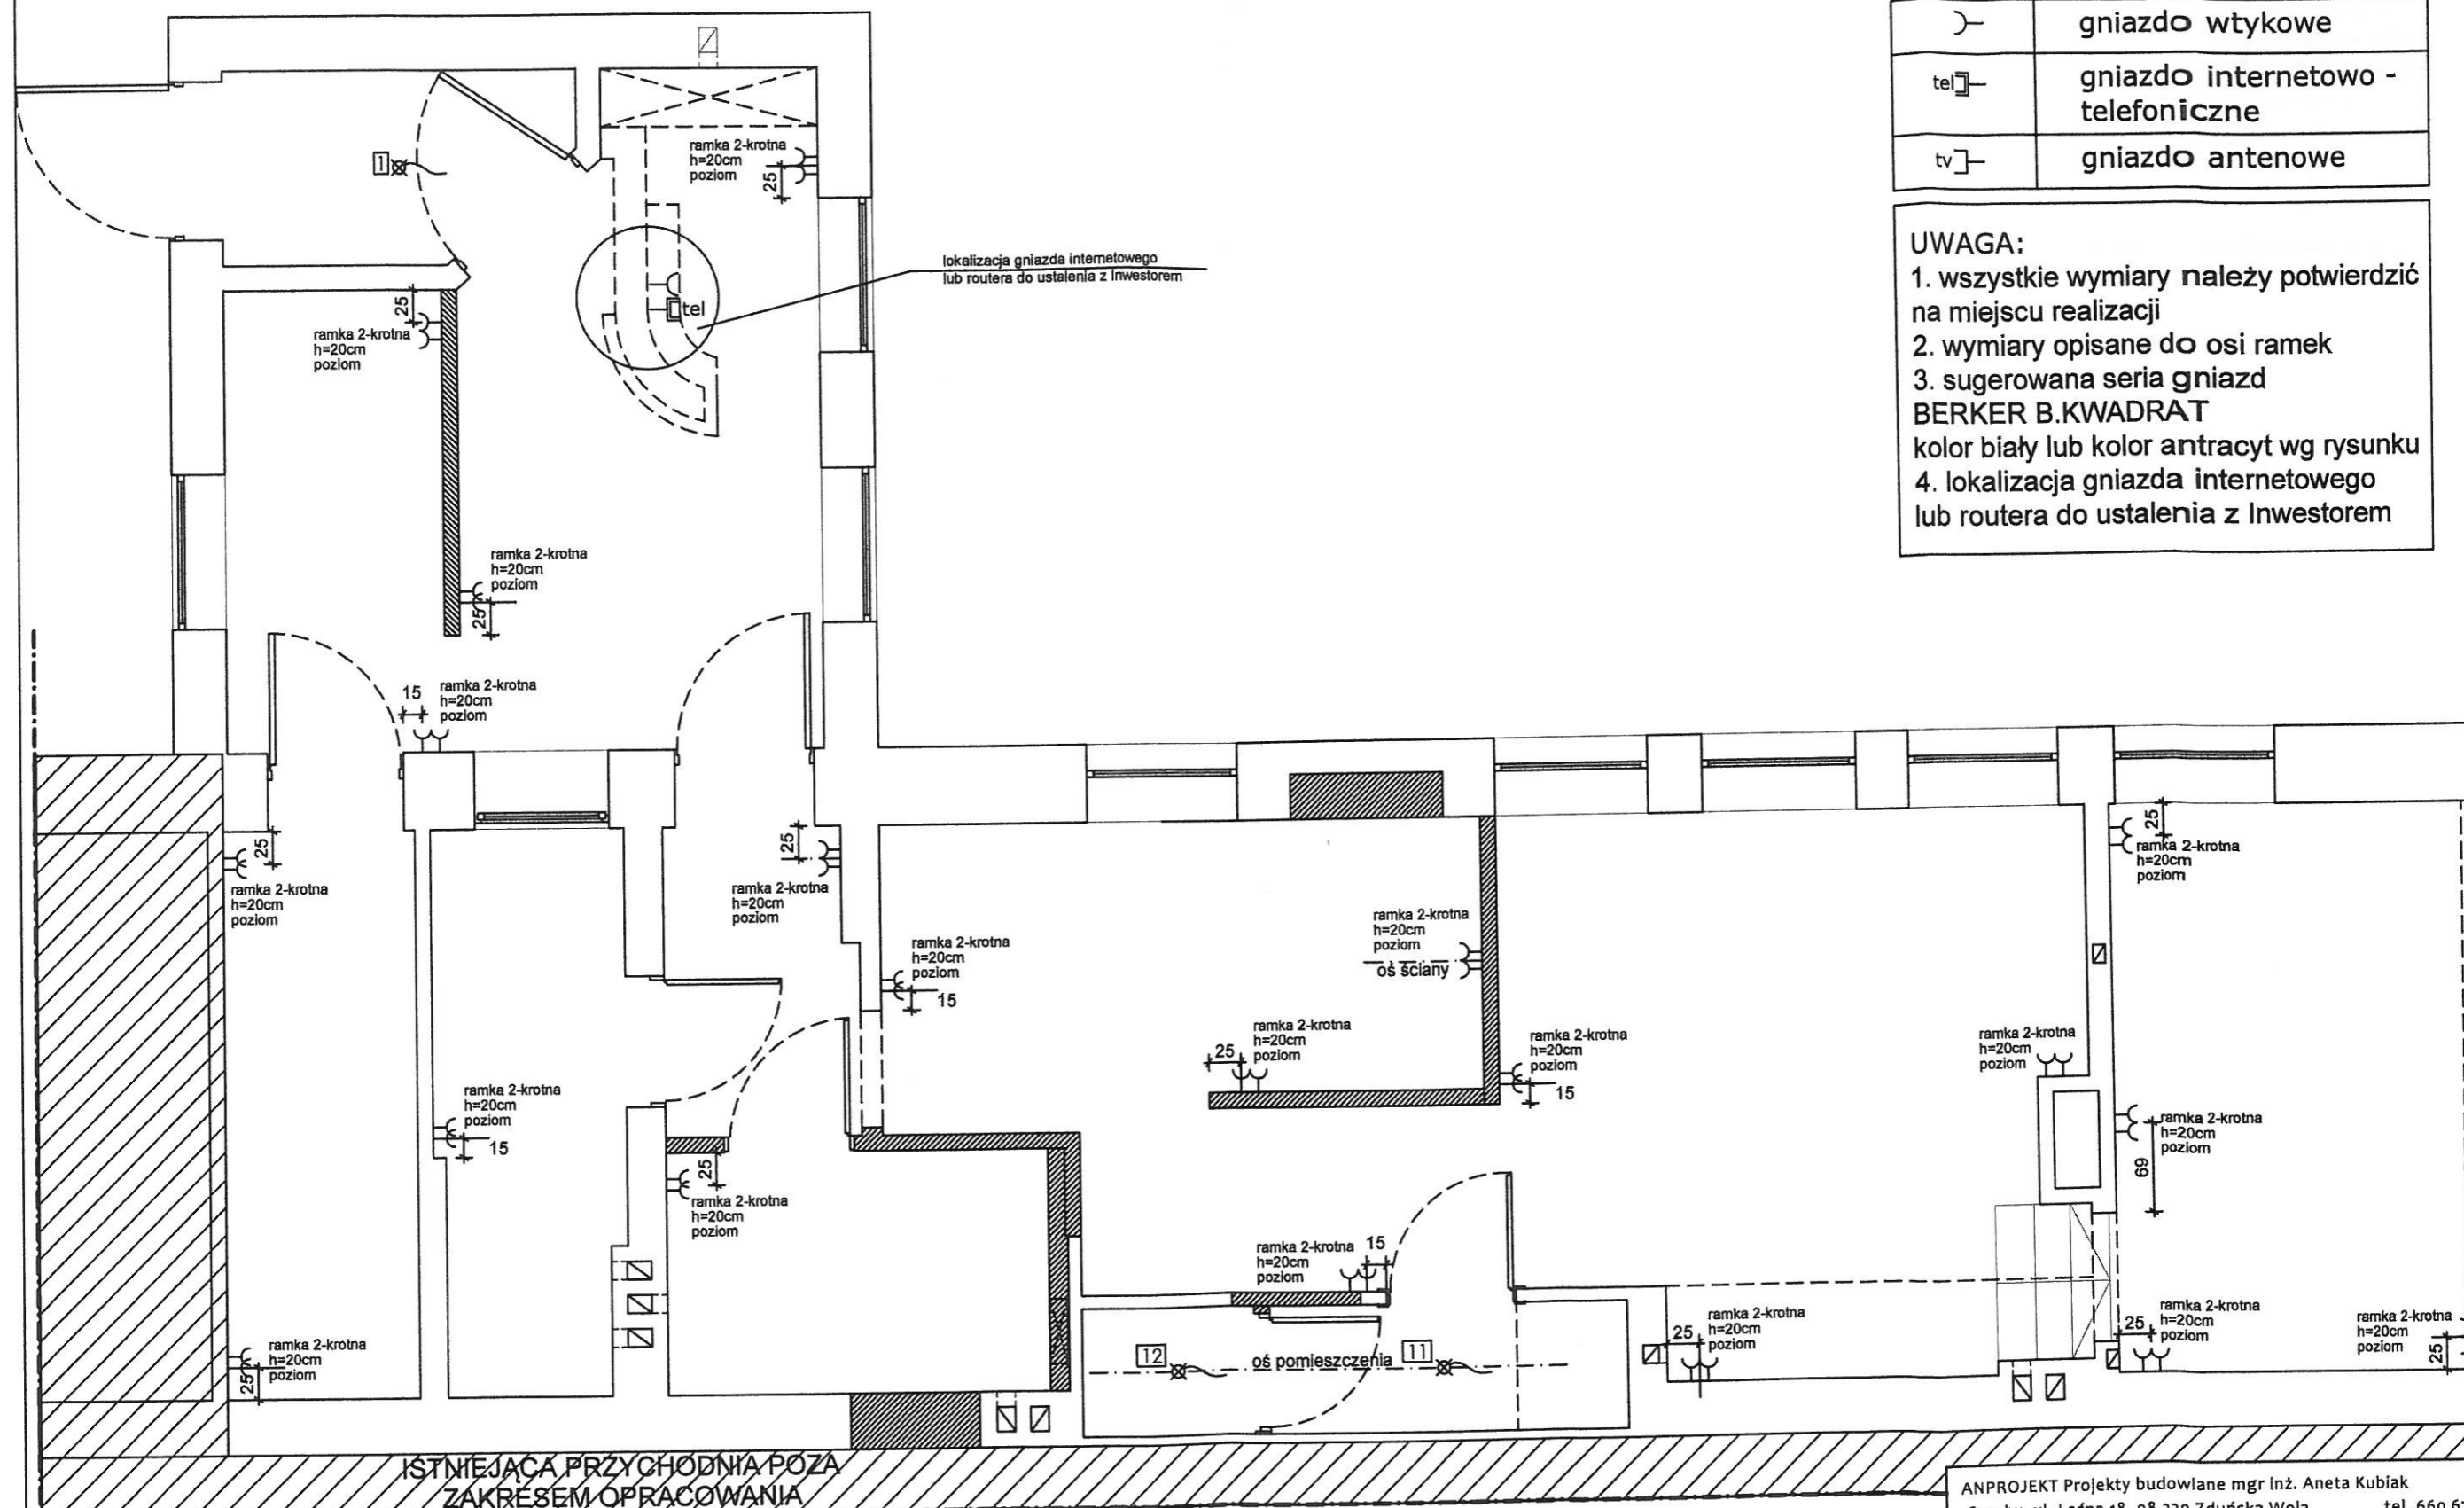 gniazdo wtykowe
tel
gniazdo internetowo -
telefoniczne
tv
gniazdo antenowe
UWAGA:
1. wszystkie wymiary należy potwierdzić
na miejscu realizacji
2. wymiary opisane do osi ramek
3. sugerowana seria gniazd
BERKER B.KWADRAT
kolor biały lub kolor antracyt wg rysunku
4. lokalizacja gniazda internetowego
lub routera do ustalenia z Inwestorem
1
ramka 2-krotna
h=20cm
poziom
25
lokalizacja gniazda internetowego
lub routera do ustalenia z Inwestorem
tel
25
ramka 2-krotna
h=20cm
poziom
ramka 2-krotna
h=20cm
poziom
25
15
ramka 2-krotna
h=20cm
poziom
25
ramka 2-krotna
h=20cm
poziom
25
ramka 2-krotna
h=20cm
poziom
25
ramka 2-krotna
h=20cm
poziom
ramka 2-krotna
h=20cm
poziom
15
ramka 2-krotna
h=20cm
poziom
oś ściany
25
ramka 2-krotna
h=20cm
poziom
ramka 2-krotna
h=20cm
poziom
15
ramka 2-krotna
h=20cm
poziom
ramka 2-krotna
h=20cm
poziom
69
ramka 2-krotna
h=20cm
poziom
15
25
ramka 2-krotna
h=20cm
poziom
ramka 2-krotna
h=20cm
poziom
15
ramka 2-krotna
h=20cm
poziom
25
25
ramka 2-krotna
h=20cm
poziom
25
ramka 2-krotna
h=20cm
poziom
ramka 2-krotna
h=20cm
poziom
25
12
oś pomieszczenia
11
ISTNIEJĄCA PRZYCHODNIA POZA
ZAKRESEM OPRACOWANIA
ANPROJEKT Projekty budowlane mgr inż. Aneta Kubiak